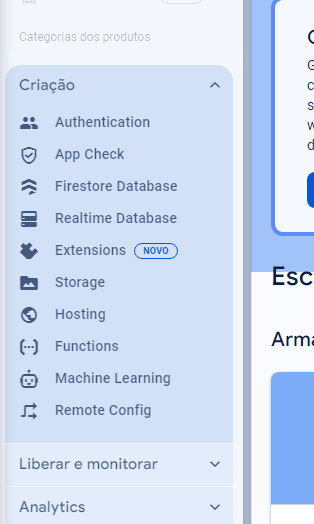 Categorias dos produtos
Criação
Authentication
App Check
Firestore Database
Realtime Database
Extensions NOVO
Storage
Hosting
Functions
Machine Learning
Remote Config
Liberar e monitorar
Analytics
Esc
Arma